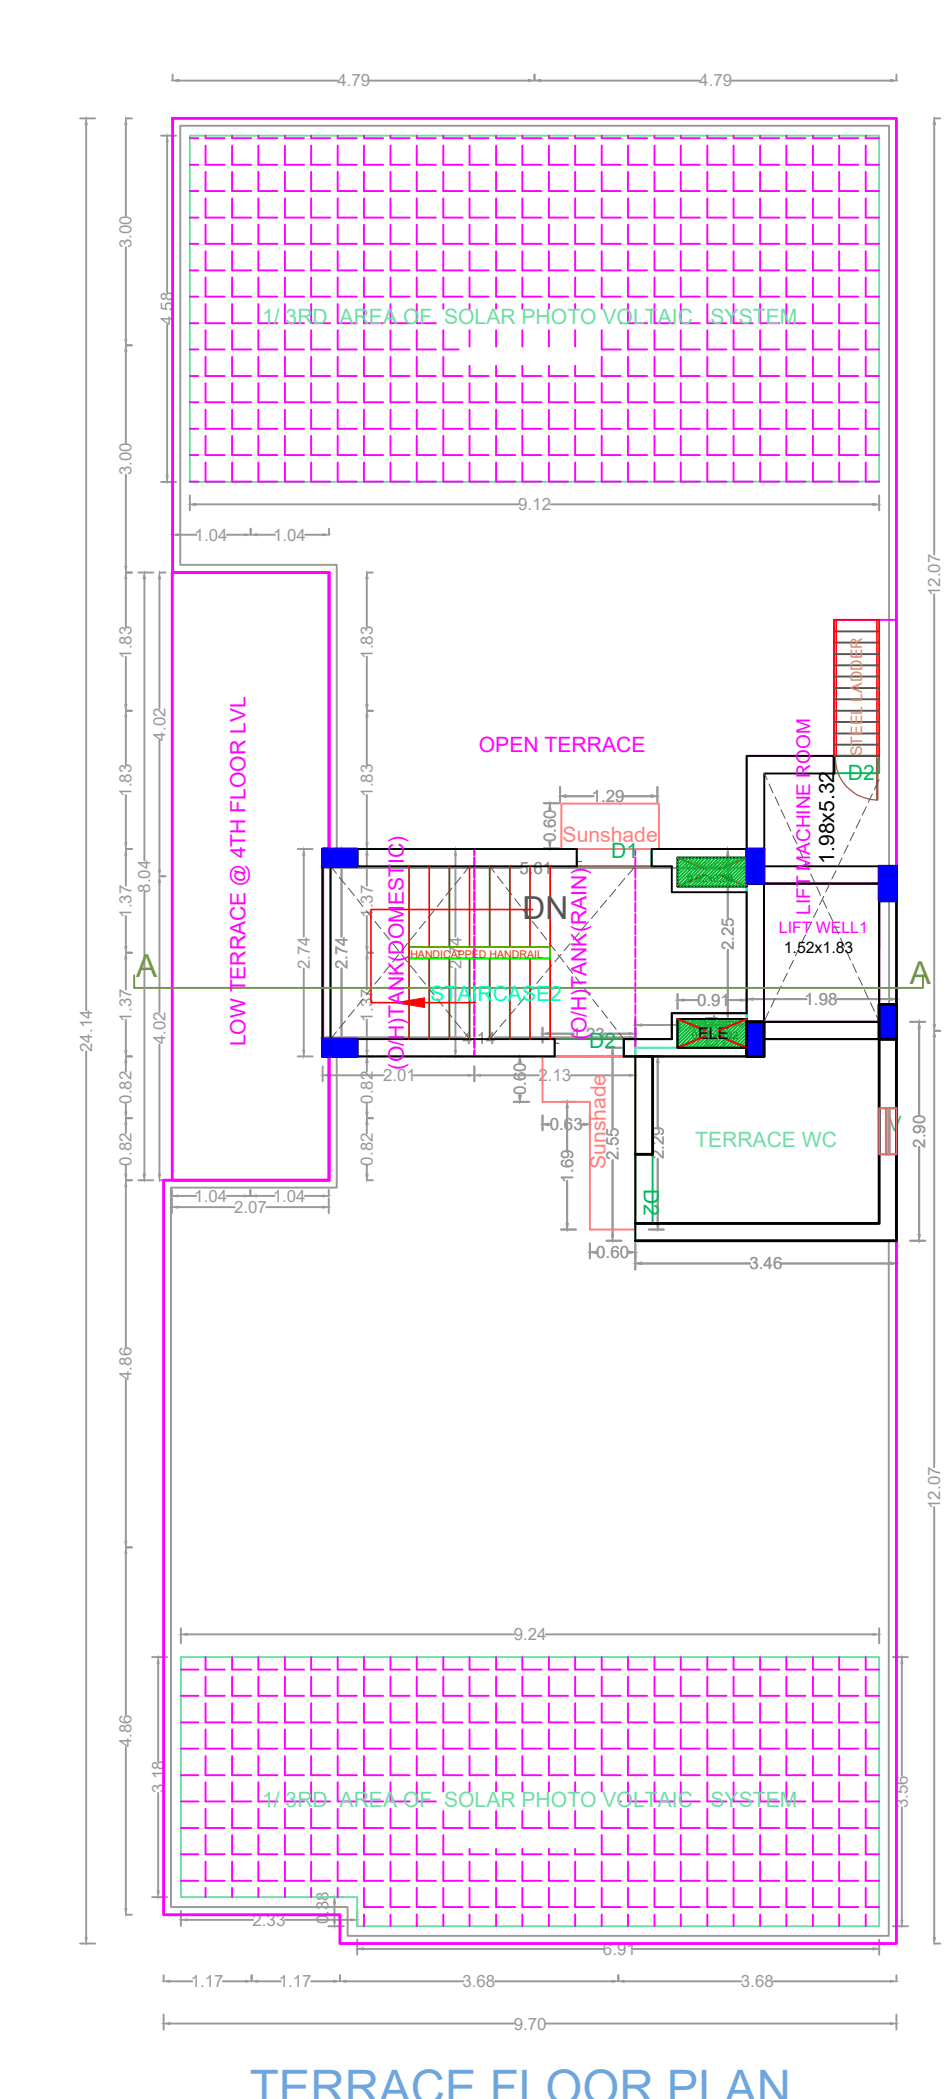 4.79 4.79
3.00
4.58
1/ 3RD AREA OF SOLAR PHOTO VOLTAIC SYSTEM
3.00
9.12
1.04 1.04
12.07
1.83
1.83
4.02
1.83
1.83
8.04
LOW TERRACE @ 4TH FLOOR LVL
OPEN TERRACE
STEEL LADDER
D2
LIFT MACHINE ROOM
1.98x5.32
1.29
0.60
Sunshade
D1
5.61
(O/H)TANK(DOMESTIC)
(O/H)TANK(RAIN)
DN
1.37
1.37
2.74
2.74
2.25
LIFT WELL1
1.52x1.83
HANDICAPPED HANDRAIL
STAIRCASE2
A A
0.91 1.98
1.37
1.37
4.02
24.14
ELE
D2
2.01 2.13
0.60
0.82
0.82
0.82
0.82
0.63
1.69
Sunshade
2.55
2.29
TERRACE WC
V
2.90
D2
1.04 1.04
2.07
0.60
3.46
4.86
12.07
9.24
4.86
3.18
1/ 3RD AREA OF SOLAR PHOTO VOLTAIC SYSTEM
3.56
0.38
2.33
6.91
1.17 1.17 3.68 3.68
9.70
TERRACE FLOOR PLAN